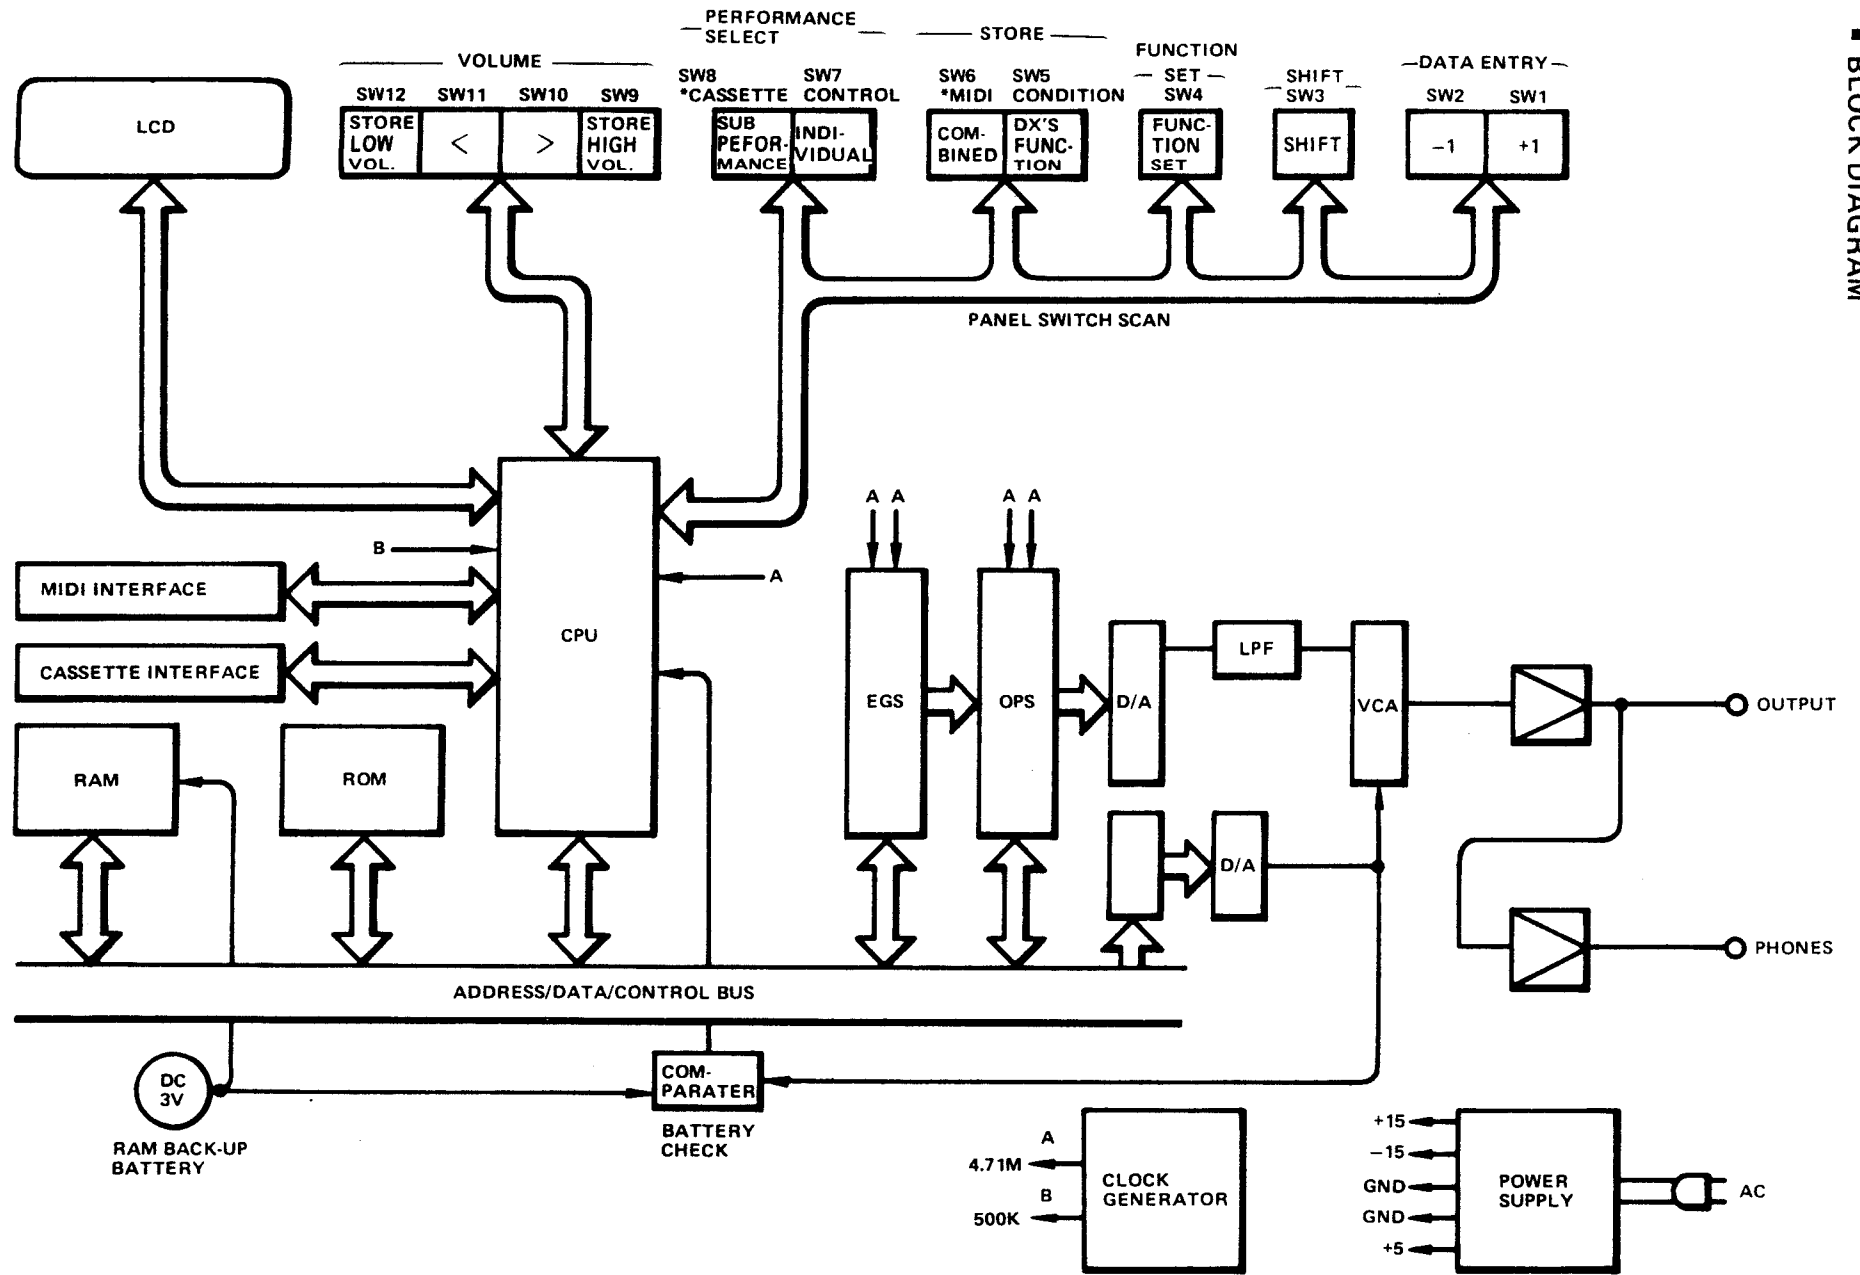 ■ BLOCK DIAGRAM
PERFORMANCE
SELECT
STORE
VOLUME
FUNCTION
SET
SHIFT
DATA ENTRY
SW12 SW11 SW10 SW9
SW8 SW7
*CASSETTE CONTROL
SW6 SW5
*MIDI CONDITION
SW4
SW3
SW2 SW1
LCD
STORE
LOW
VOL.
<
>
STORE
HIGH
VOL.
SUB
PEFOR-
MANCE
INDI-
VIDUAL
COM-
BINED
DX'S
FUNC-
TION
FUNC-
TION
SET
SHIFT
−1
+1
PANEL SWITCH SCAN
A A
A A
B
A
MIDI INTERFACE
CPU
CASSETTE INTERFACE
LPF
EGS
OPS
D/A
VCA
OUTPUT
RAM
ROM
D/A
PHONES
ADDRESS/DATA/CONTROL BUS
DC
3V
COM-
PARATER
RAM BACK-UP
BATTERY
BATTERY
CHECK
A
4.71M
B
500K
CLOCK
GENERATOR
+15
−15
GND
GND
+5
POWER
SUPPLY
AC